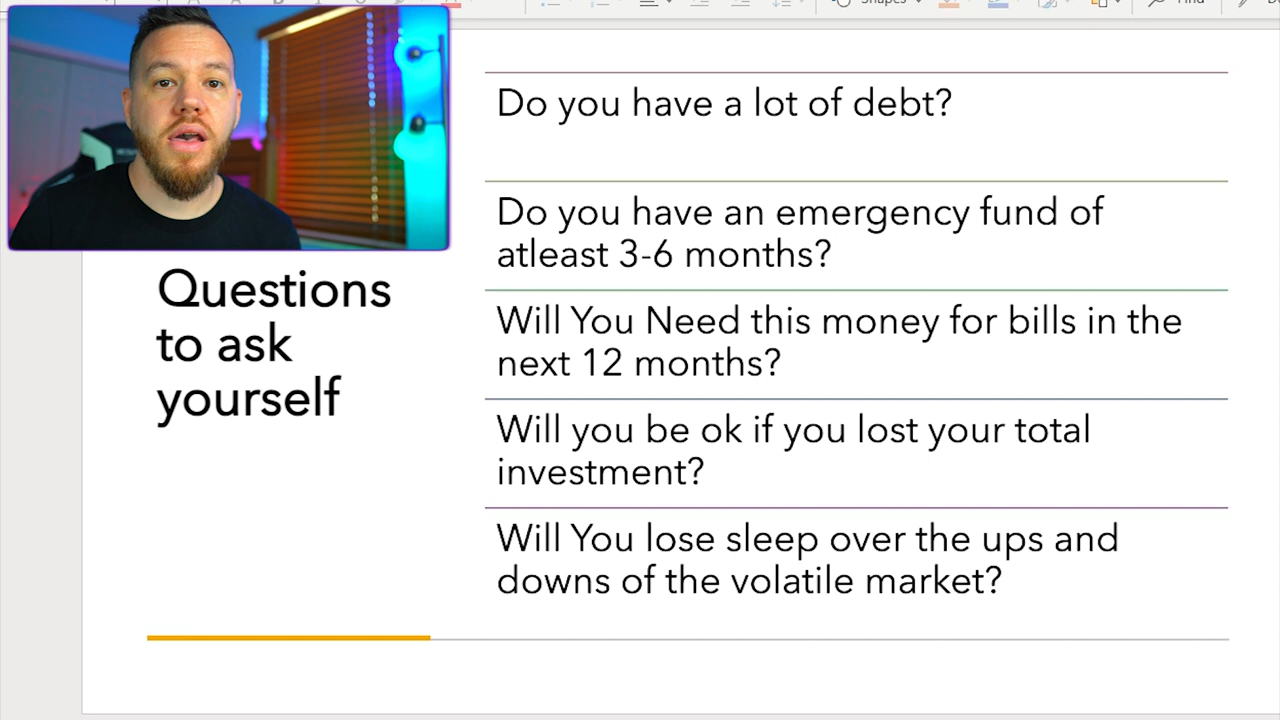 Shapes
Find
Questions
to ask
yourself
Do you have a lot of debt?
Do you have an emergency fund of
atleast 3-6 months?
Will You Need this money for bills in the
next 12 months?
Will you be ok if you lost your total
investment?
Will You lose sleep over the ups and
downs of the volatile market?